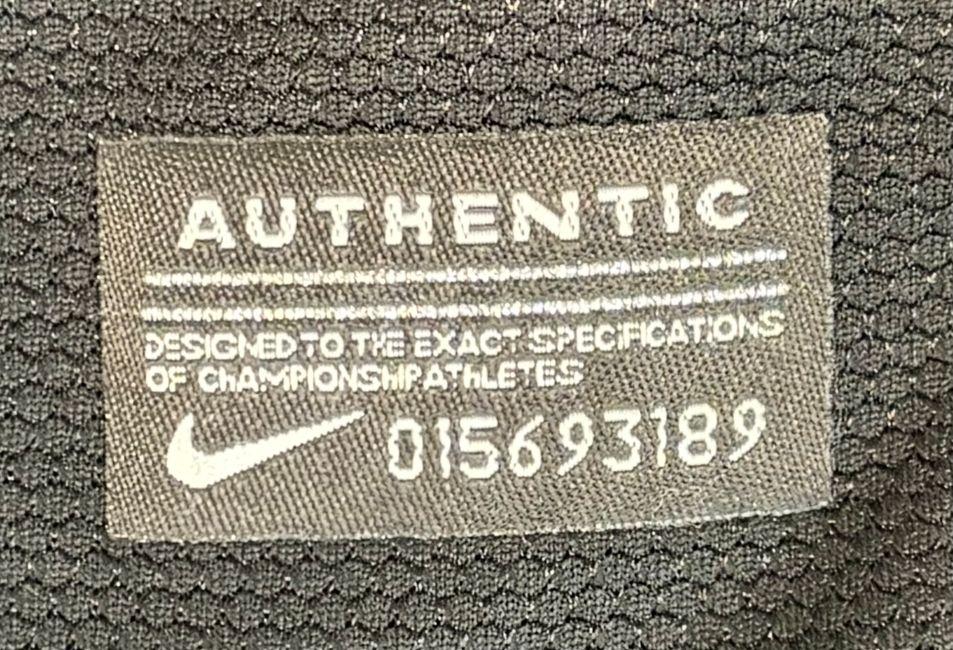 AUTHENTIC
DESIGNED TO THE EXACT SPECIFICATIONS
OF CHAMPIONSHIP ATHLETES
015693189